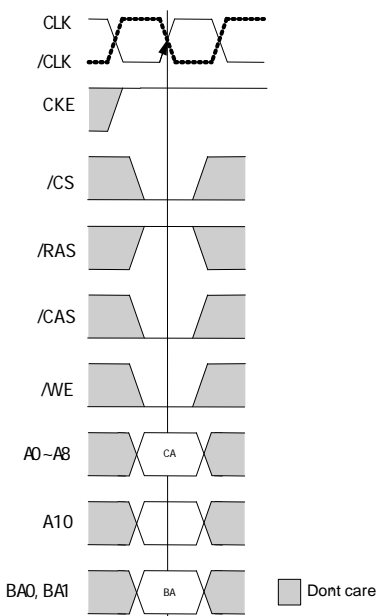 CLK
/CLK
CKE
/CS
/RAS
/CAS
/WE
A0~A8
CA
A10
BA0, BA1
BA
Dont care